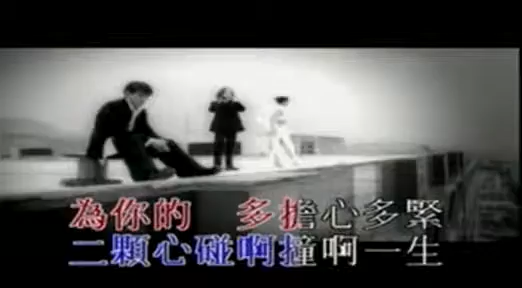 為你的　多擔心多緊
二顆心碰啊撞啊一生